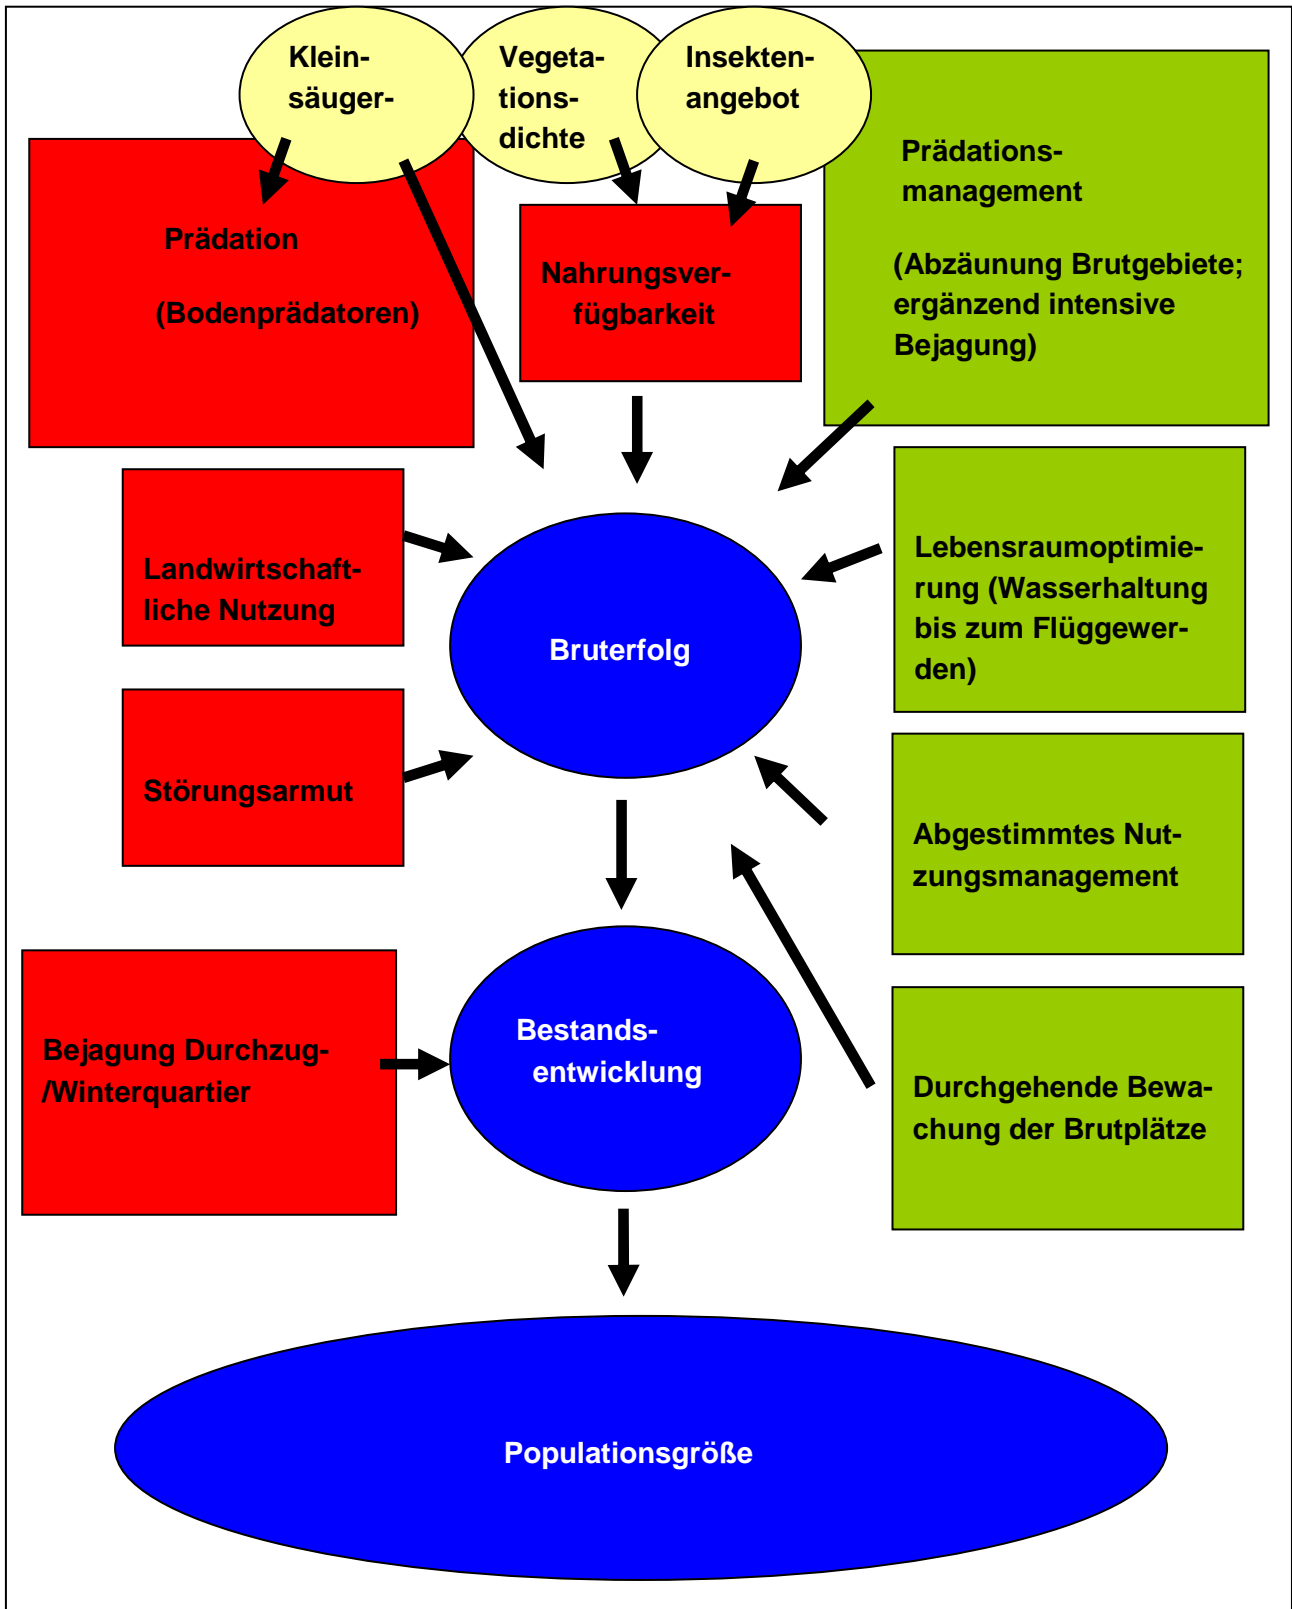 Klein-
säuger-
Vegeta-
tions-
dichte
Insekten-
angebot
Prädations-
management
(Abzäunung Brutgebiete;
ergänzend intensive
Bejagung)
Prädation
(Bodenprädatoren)
Nahrungsver-
fügbarkeit
Landwirtschaft-
liche Nutzung
Bruterfolg
Lebensraumoptimie-
rung (Wasserhaltung
bis zum Flüggewer-
den)
Störungsarmut
Abgestimmtes Nut-
zungsmanagement
Bejagung Durchzug-
/Winterquartier
Bestands-
entwicklung
Durchgehende Bewa-
chung der Brutplätze
Populationsgröße